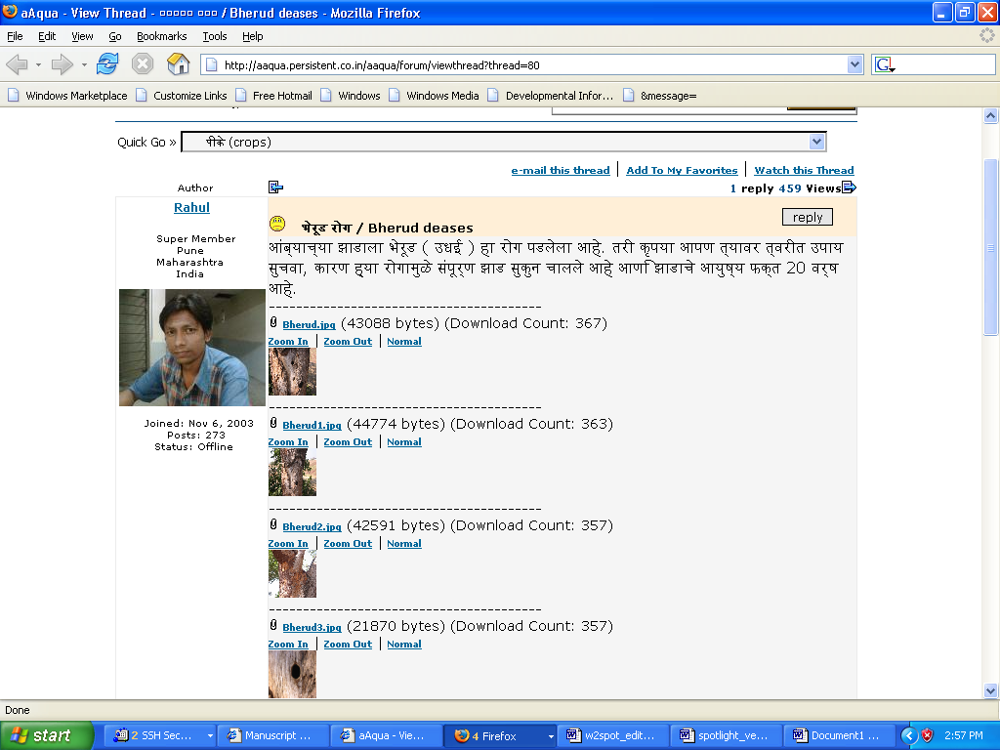 aAqua - View Thread - □□□□□ □□□ / Bherud deases - Mozilla Firefox
File Edit View Go Bookmarks Tools Help
http://aaqua.persistent.co.in/aaqua/forum/viewthread?thread=80
G
Windows Marketplace Customize Links Free Hotmail Windows Windows Media Developmental Infor... &message=
Quick Go » पीके (crops)
e-mail this thread | Add To My Favorites | Watch this Thread
Author
1 reply 459 Views
Rahul
Super Member
Pune
Maharashtra
India
Joined: Nov 6, 2003
Posts: 273
Status: Offline
भेरूड रोग / Bherud deases
reply
आंब्याच्या झाडाला भेरूड ( उधई ) हा रोग पडलेला आहे. तरी कृपया आपण त्यावर त्वरीत उपाय
सुचवा, कारण ह्या रोगामुळे संपूर्ण झाड सुकुन चालले आहे आणि झाडाचे आयुष्य फक्त 20 वर्ष
आहे.
----------------------------------------
Bherud.jpg (43088 bytes) (Download Count: 367)
Zoom In | Zoom Out | Normal
----------------------------------------
Bherud1.jpg (44774 bytes) (Download Count: 363)
Zoom In | Zoom Out | Normal
----------------------------------------
Bherud2.jpg (42591 bytes) (Download Count: 357)
Zoom In | Zoom Out | Normal
----------------------------------------
Bherud3.jpg (21870 bytes) (Download Count: 357)
Zoom In | Zoom Out | Normal
Done
start 2 SSH Sec... Manuscript ... aAqua - Vie... 4 Firefox w2spot_edit... spotlight_ve... Document1 ... 2:57 PM